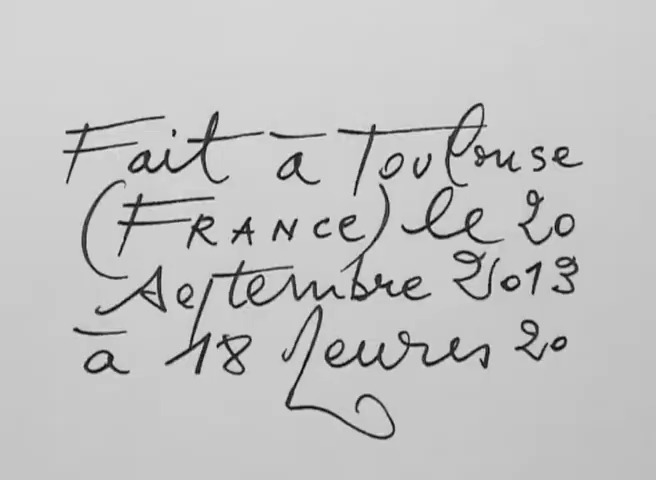 Fait à Toulouse
(FRANCE) le 20
septembre 2013
à 18 heures 20